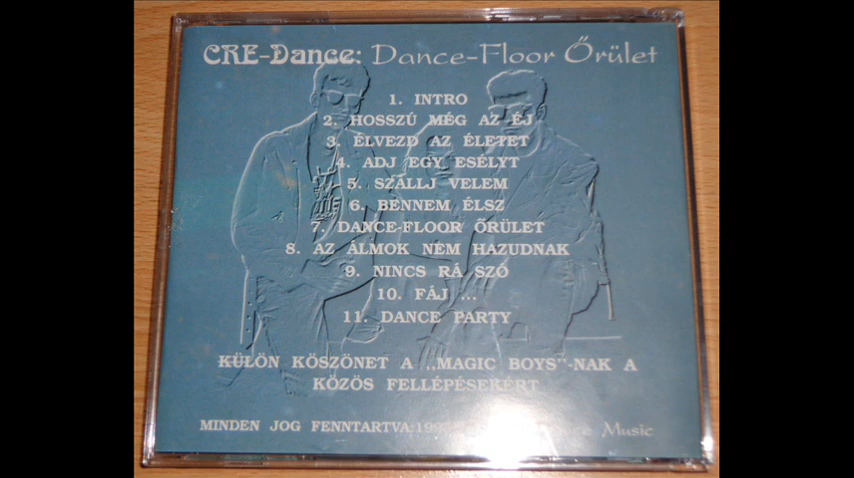 CRE-Dance: Dance-Floor Őrület
1. INTRO
2. HOSSZÚ MÉG AZ ÉJ
3. ÉLVEZD AZ ÉLETET
4. ADJ EGY ESÉLYT
5. SZÁLLJ VELEM
6. BENNEM ÉLSZ
7. DANCE-FLOOR ŐRÜLET
8. AZ ÁLMOK NEM HAZUDNAK
9. NINCS RÁ SZÓ
10. FÁJ ...
11. DANCE PARTY
KÜLÖN KÖSZÖNET A ,,MAGIC BOYS"-NAK A
KÖZÖS FELLÉPÉSEKÉRT
MINDEN JOG FENNTARTVA: Music